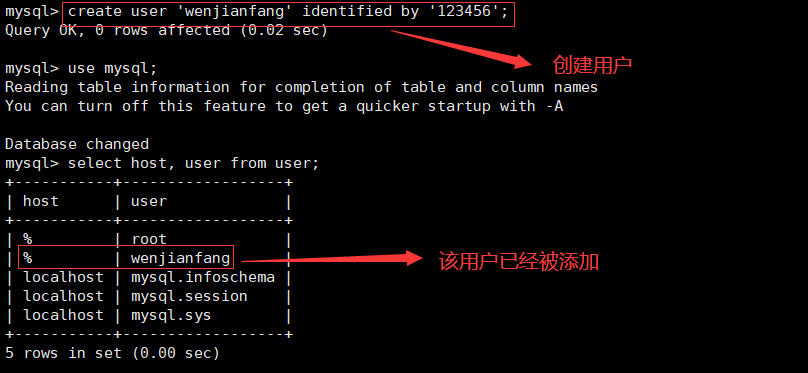 mysql> create user 'wenjianfang' identified by '123456';
Query OK, 0 rows affected (0.02 sec)
创建用户
mysql> use mysql;
Reading table information for completion of table and column names
You can turn off this feature to get a quicker startup with -A
Database changed
mysql> select host, user from user;
+-----------+------------------+
| host      | user             |
+-----------+------------------+
| %         | root             |
| %         | wenjianfang      |
该用户已经被添加
| localhost | mysql.infoschema |
| localhost | mysql.session    |
| localhost | mysql.sys        |
+-----------+------------------+
5 rows in set (0.00 sec)